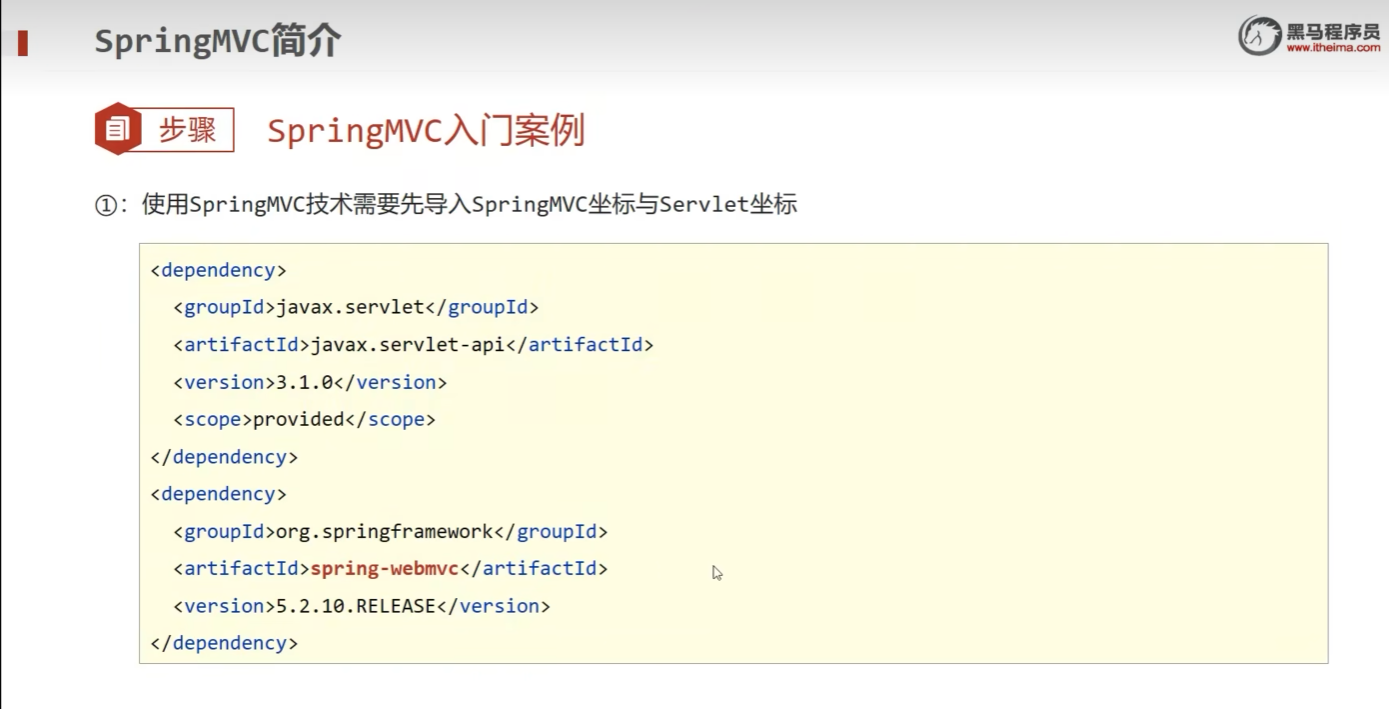 SpringMVC简介
黑马程序员
www.itheima.com
步骤
SpringMVC入门案例
①：使用SpringMVC技术需要先导入SpringMVC坐标与Servlet坐标
<dependency>
  <groupId>javax.servlet</groupId>
  <artifactId>javax.servlet-api</artifactId>
  <version>3.1.0</version>
  <scope>provided</scope>
</dependency>
<dependency>
  <groupId>org.springframework</groupId>
  <artifactId>spring-webmvc</artifactId>
  <version>5.2.10.RELEASE</version>
</dependency>